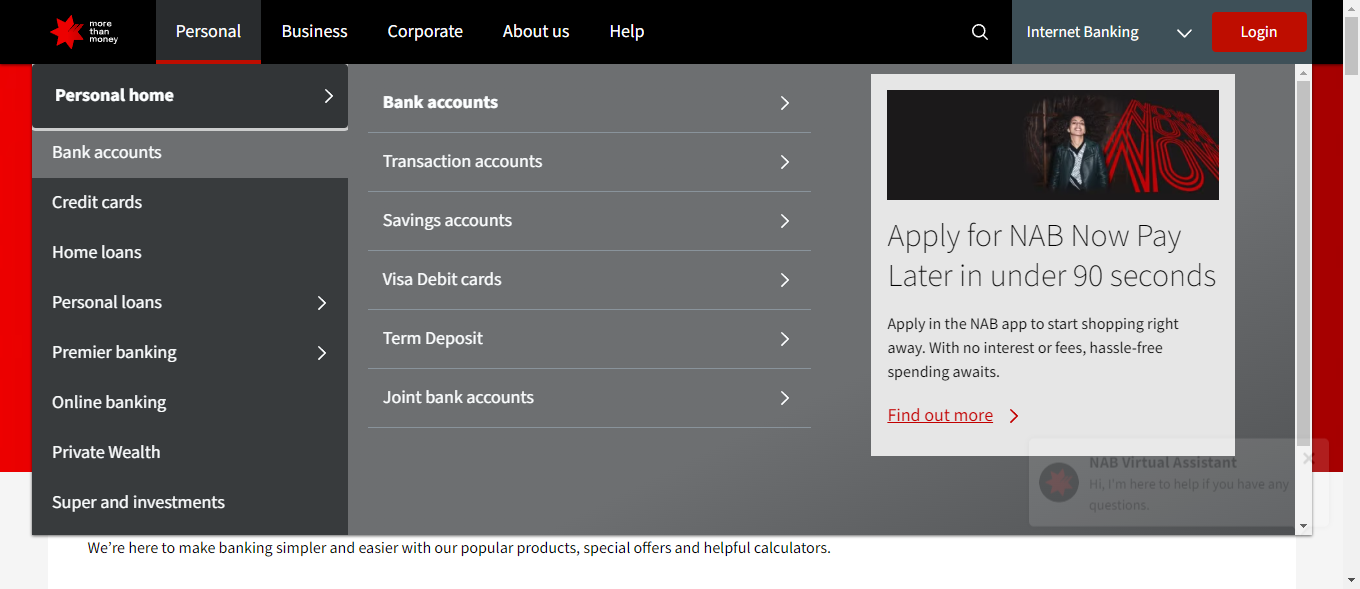 more
than
money
Personal
Business
Corporate
About us
Help
Internet Banking
Login
Personal home
Bank accounts
Credit cards
Home loans
Personal loans
Premier banking
Online banking
Private Wealth
Super and investments
Bank accounts
Transaction accounts
Savings accounts
Visa Debit cards
Term Deposit
Joint bank accounts
Apply for NAB Now Pay
Later in under 90 seconds
Apply in the NAB app to start shopping right
away. With no interest or fees, hassle-free
spending awaits.
Find out more
NAB Virtual Assistant
Hi, I'm here to help if you have any
questions.
We’re here to make banking simpler and easier with our popular products, special offers and helpful calculators.